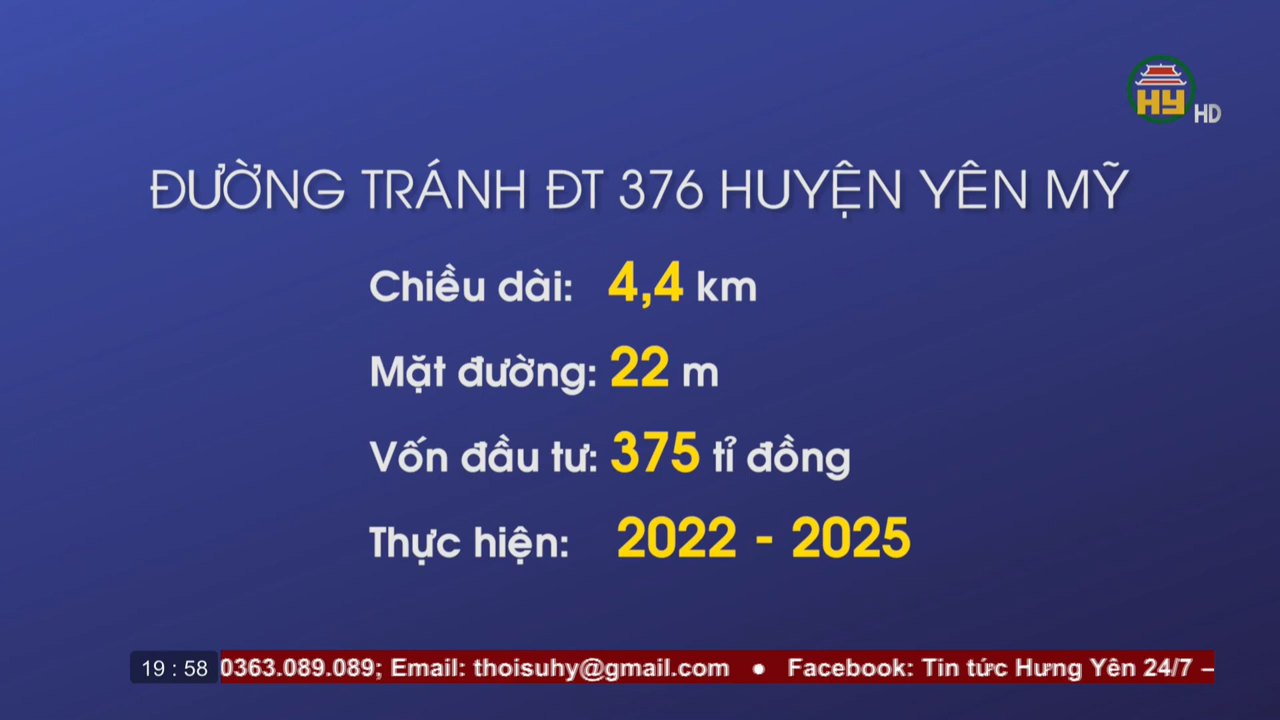 HY HD
ĐƯỜNG TRÁNH ĐT 376 HUYỆN YÊN MỸ
Chiều dài: 4,4 km
Mặt đường: 22 m
Vốn đầu tư: 375 tỉ đồng
Thực hiện: 2022 - 2025
19 : 58 0363.089.089; Email: thoisuhy@gmail.com • Facebook: Tin tức Hưng Yên 24/7 –